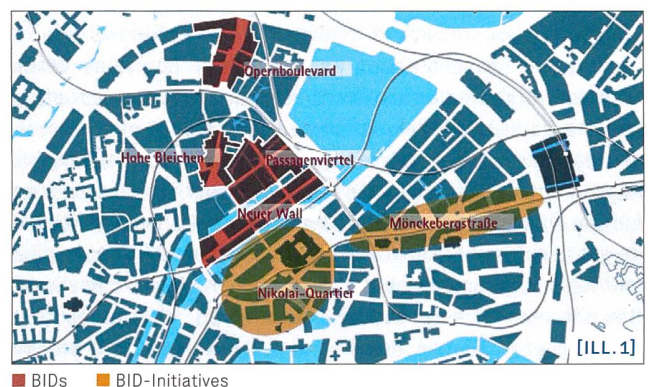 Opernboulevard
Hohe Bleichen
Passagenviertel
Neuer Wall
Mönckebergstraße
Nikolai-Quartier
[ILL.1]
BIDs BID-Initiatives